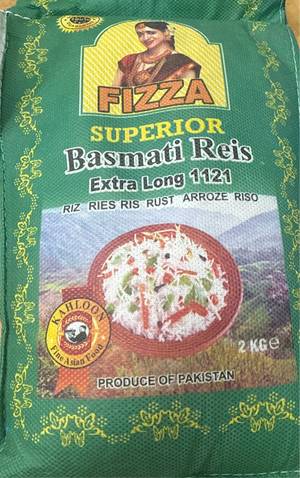 FIZZA
SUPERIOR
Basmati Reis
Extra Long 1121
RIZ RIES RIS RUST ARROZE RISO
KAHLOON
Fine Asian Food
2 KG e
PRODUCE OF PAKISTAN